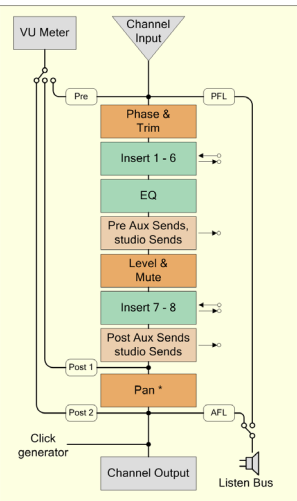 VU Meter
Channel
Input
Pre
PFL
Phase &
Trim
Insert 1 - 6
EQ
Pre Aux Sends,
studio Sends
Level &
Mute
Insert 7 - 8
Post Aux Sends
studio Sends
Post 1
Pan *
Post 2
AFL
Click
generator
Channel Output
Listen Bus